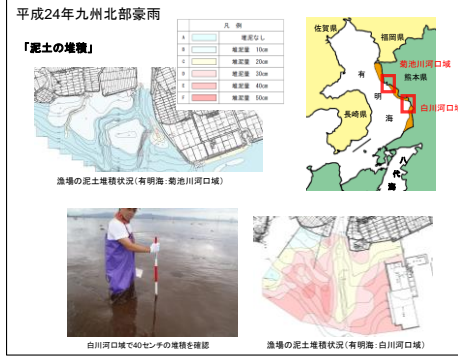 平成24年九州北部豪雨
「泥土の堆積」
凡 例
A 堆泥なし
B 堆泥量 10cm
C 堆泥量 20cm
D 堆泥量 30cm
E 堆泥量 40cm
F 堆泥量 50cm
佐賀県
福岡県
菊池川河口域
熊本県
有明海
長崎県
白川河口域
八代海
漁場の泥土堆積状況(有明海:菊池川河口域)
白川河口域で40センチの堆積を確認
漁場の泥土堆積状況(有明海:白川河口域)